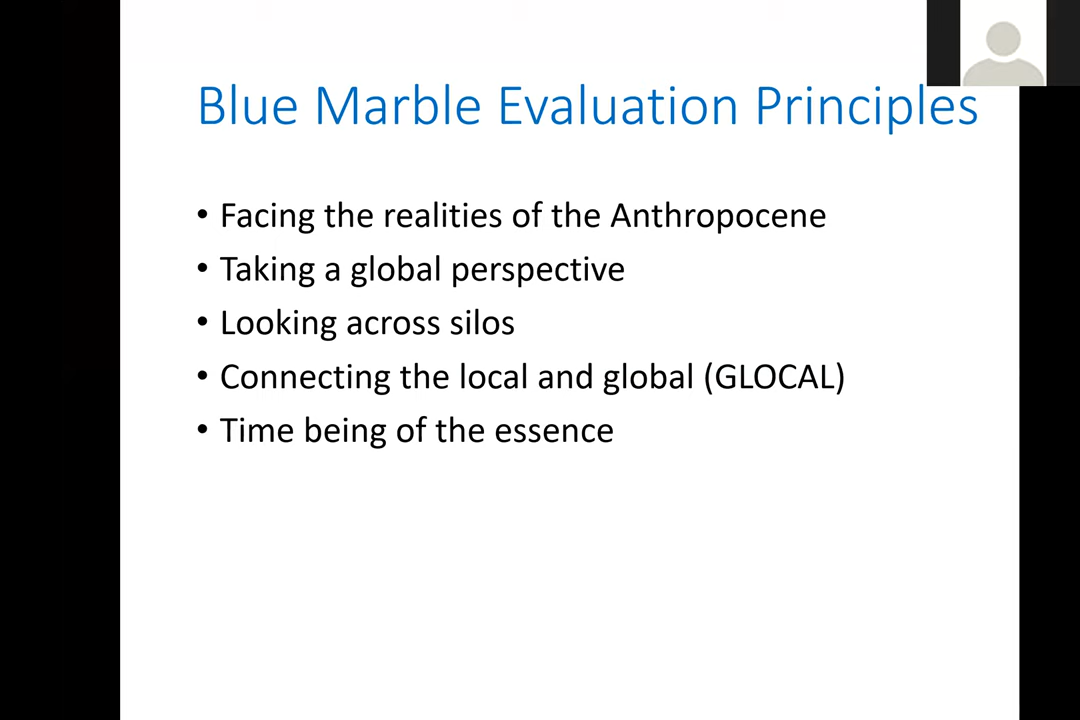 Blue Marble Evaluation Principles
• Facing the realities of the Anthropocene
• Taking a global perspective
• Looking across silos
• Connecting the local and global (GLOCAL)
• Time being of the essence